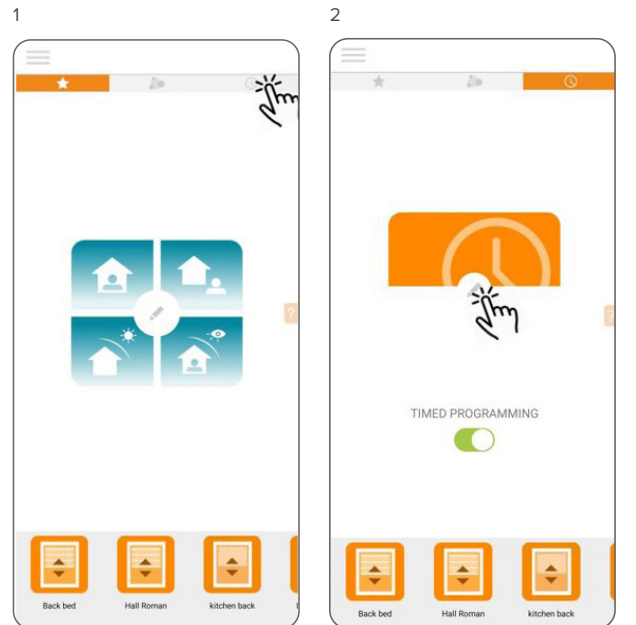 1
2
?
?
TIMED PROGRAMMING
Back bed
Hall Roman
kitchen back
Back bed
Hall Roman
kitchen back